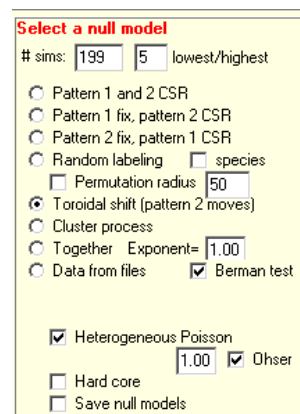 Select a null model
# sims: 199 5 lowest/highest
Pattern 1 and 2 CSR
Pattern 1 fix, pattern 2 CSR
Pattern 2 fix, pattern 1 CSR
Random labeling species
Permutation radius 50
Toroidal shift (pattern 2 moves)
Cluster process
Together Exponent= 1.00
Data from files Berman test
Heterogeneous Poisson
1.00 Ohser
Hard core
Save null models